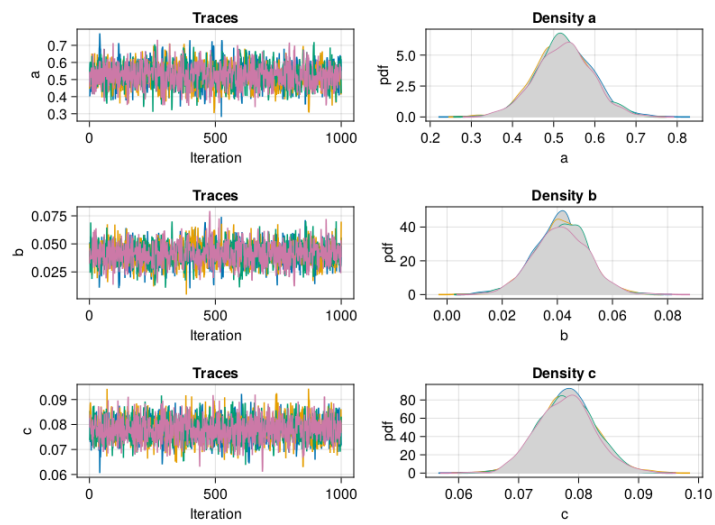 Traces
a
0.7
0.6
0.5
0.4
0.3
0
500
1000
Iteration
Density a
pdf
5.0
2.5
0.0
0.2
0.3
0.4
0.5
0.6
0.7
0.8
a
Traces
b
0.075
0.050
0.025
0
500
1000
Iteration
Density b
pdf
40
20
0
0.00
0.02
0.04
0.06
0.08
b
Traces
c
0.09
0.08
0.07
0.06
0
500
1000
Iteration
Density c
pdf
80
60
40
20
0
0.06
0.07
0.08
0.09
0.10
c